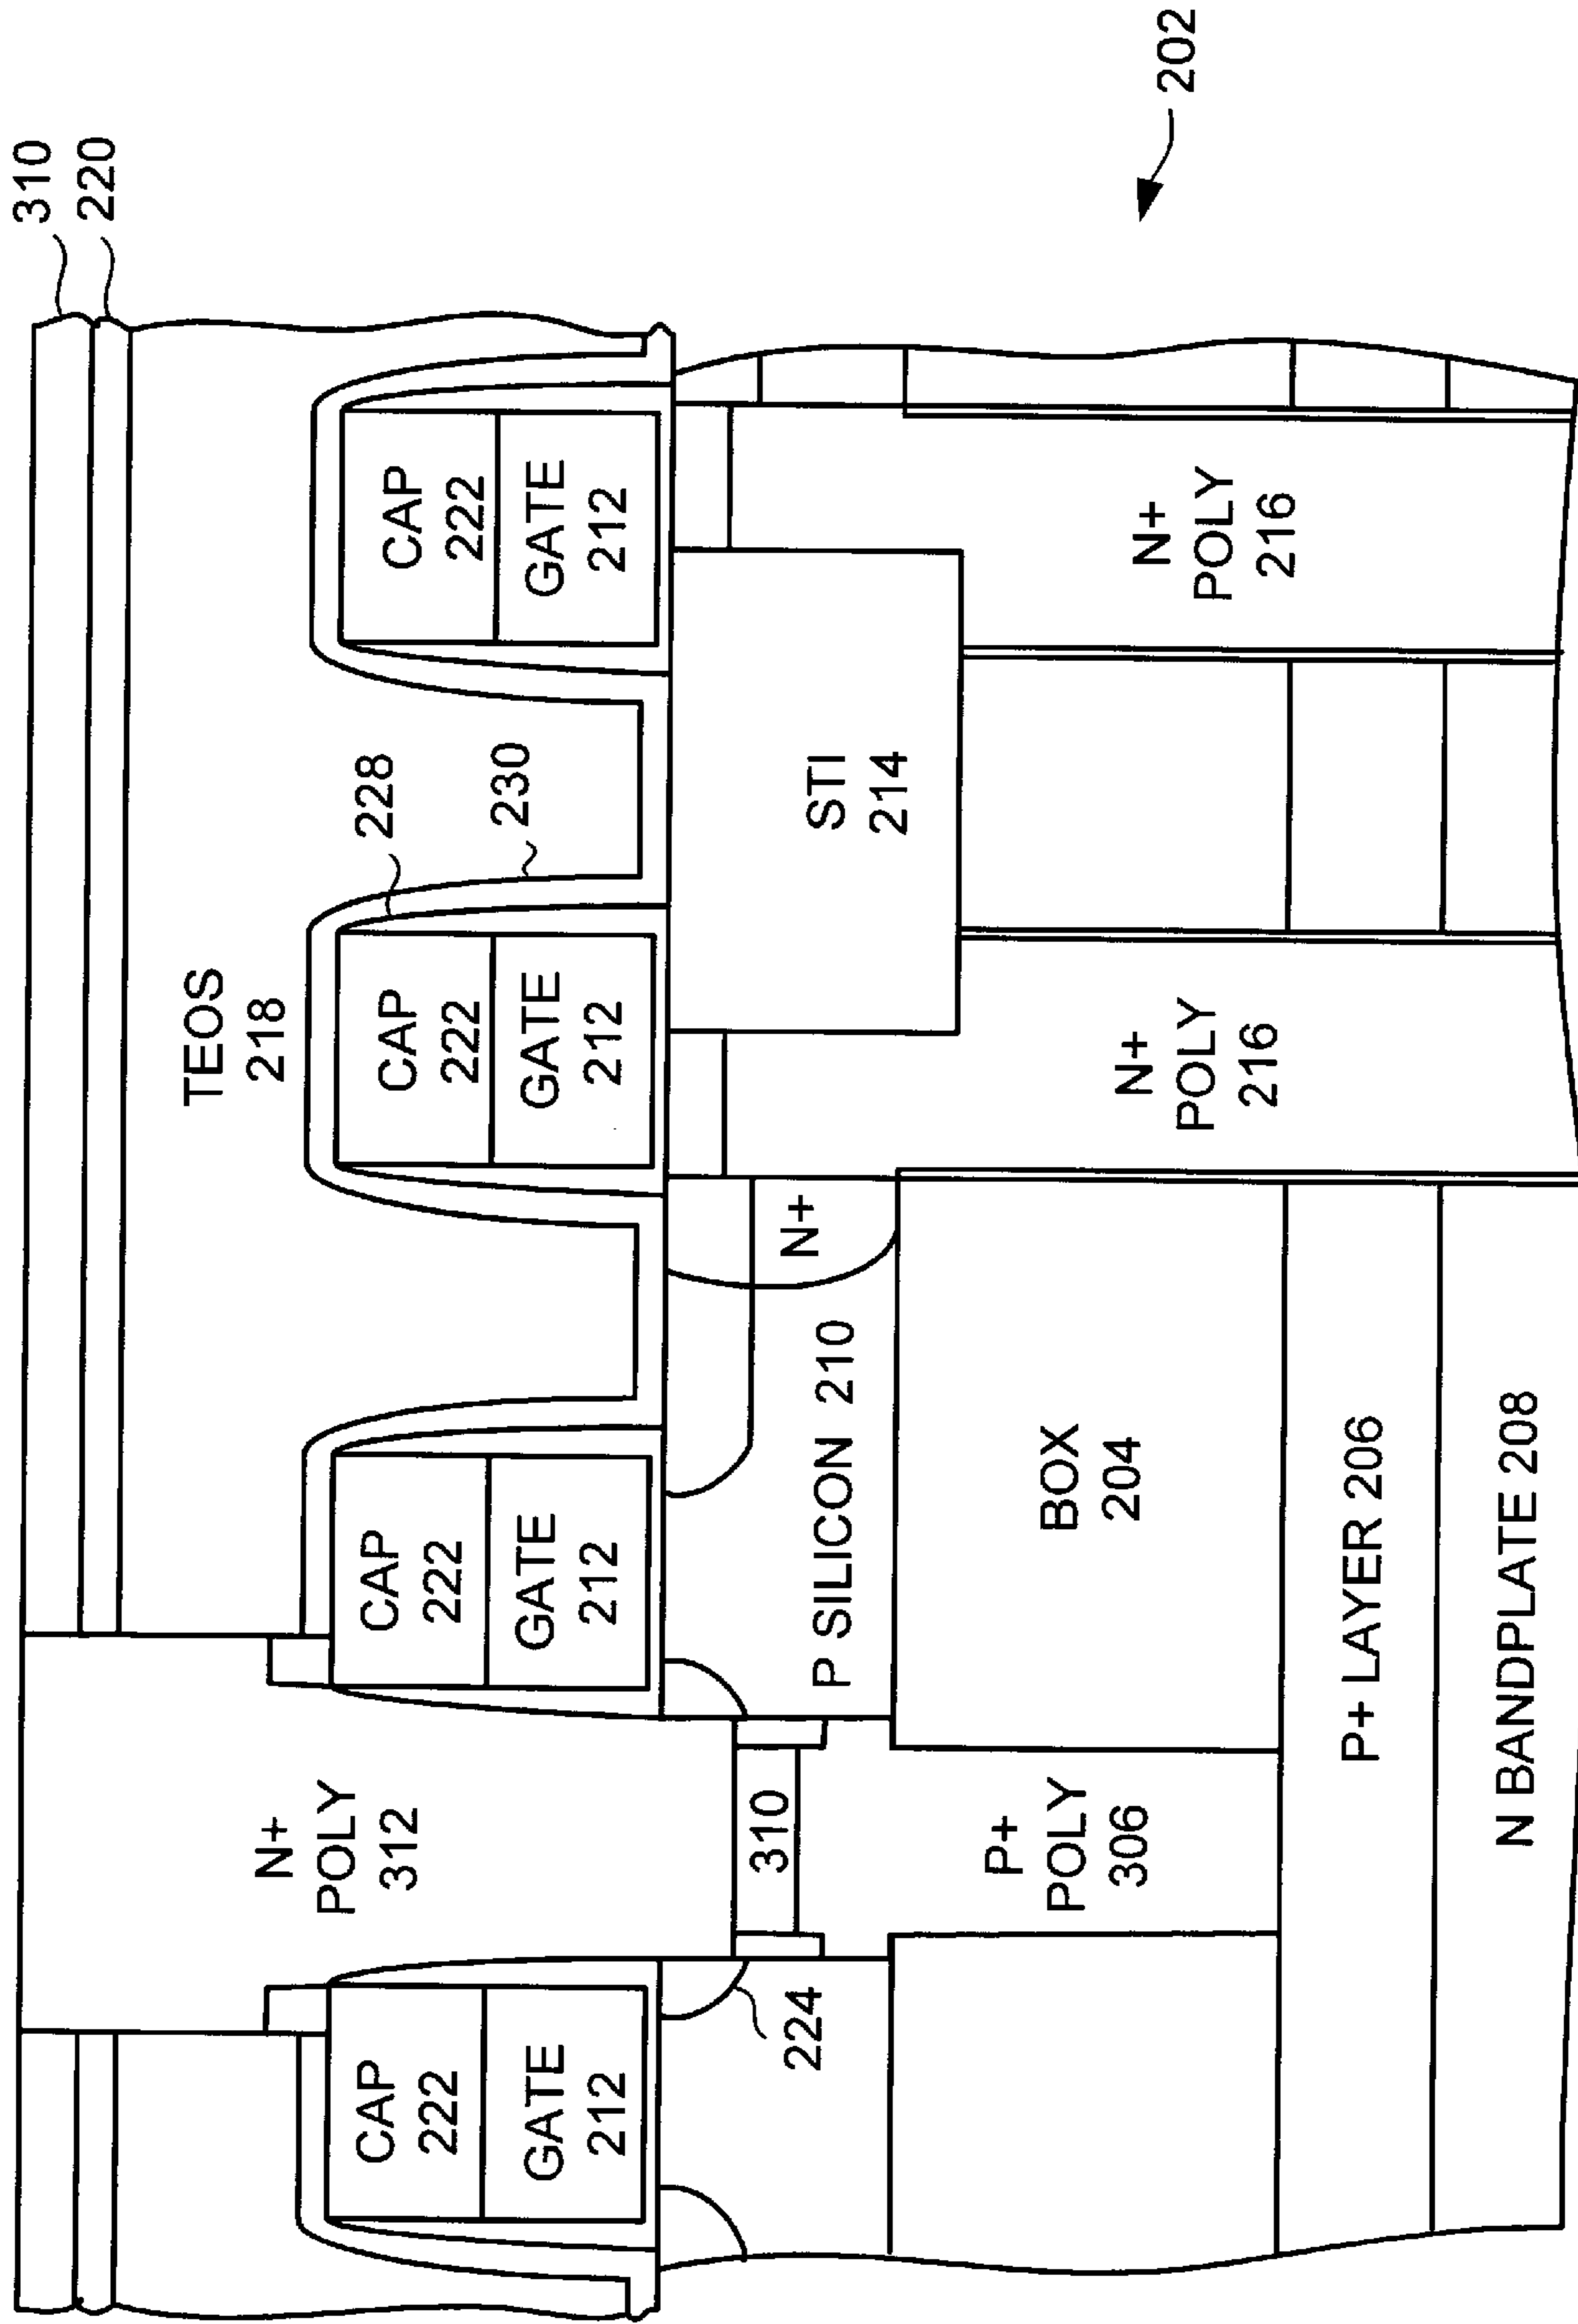 310
220
TEOS
218
228
230
202
N+
POLY
312
CAP
222
GATE
212
CAP
222
GATE
212
CAP
222
GATE
212
CAP
222
GATE
212
224
310
P SILICON 210
N+
STI
214
P+
POLY
306
BOX
204
N+
POLY
216
N+
POLY
216
P+ LAYER 206
N BANDPLATE 208